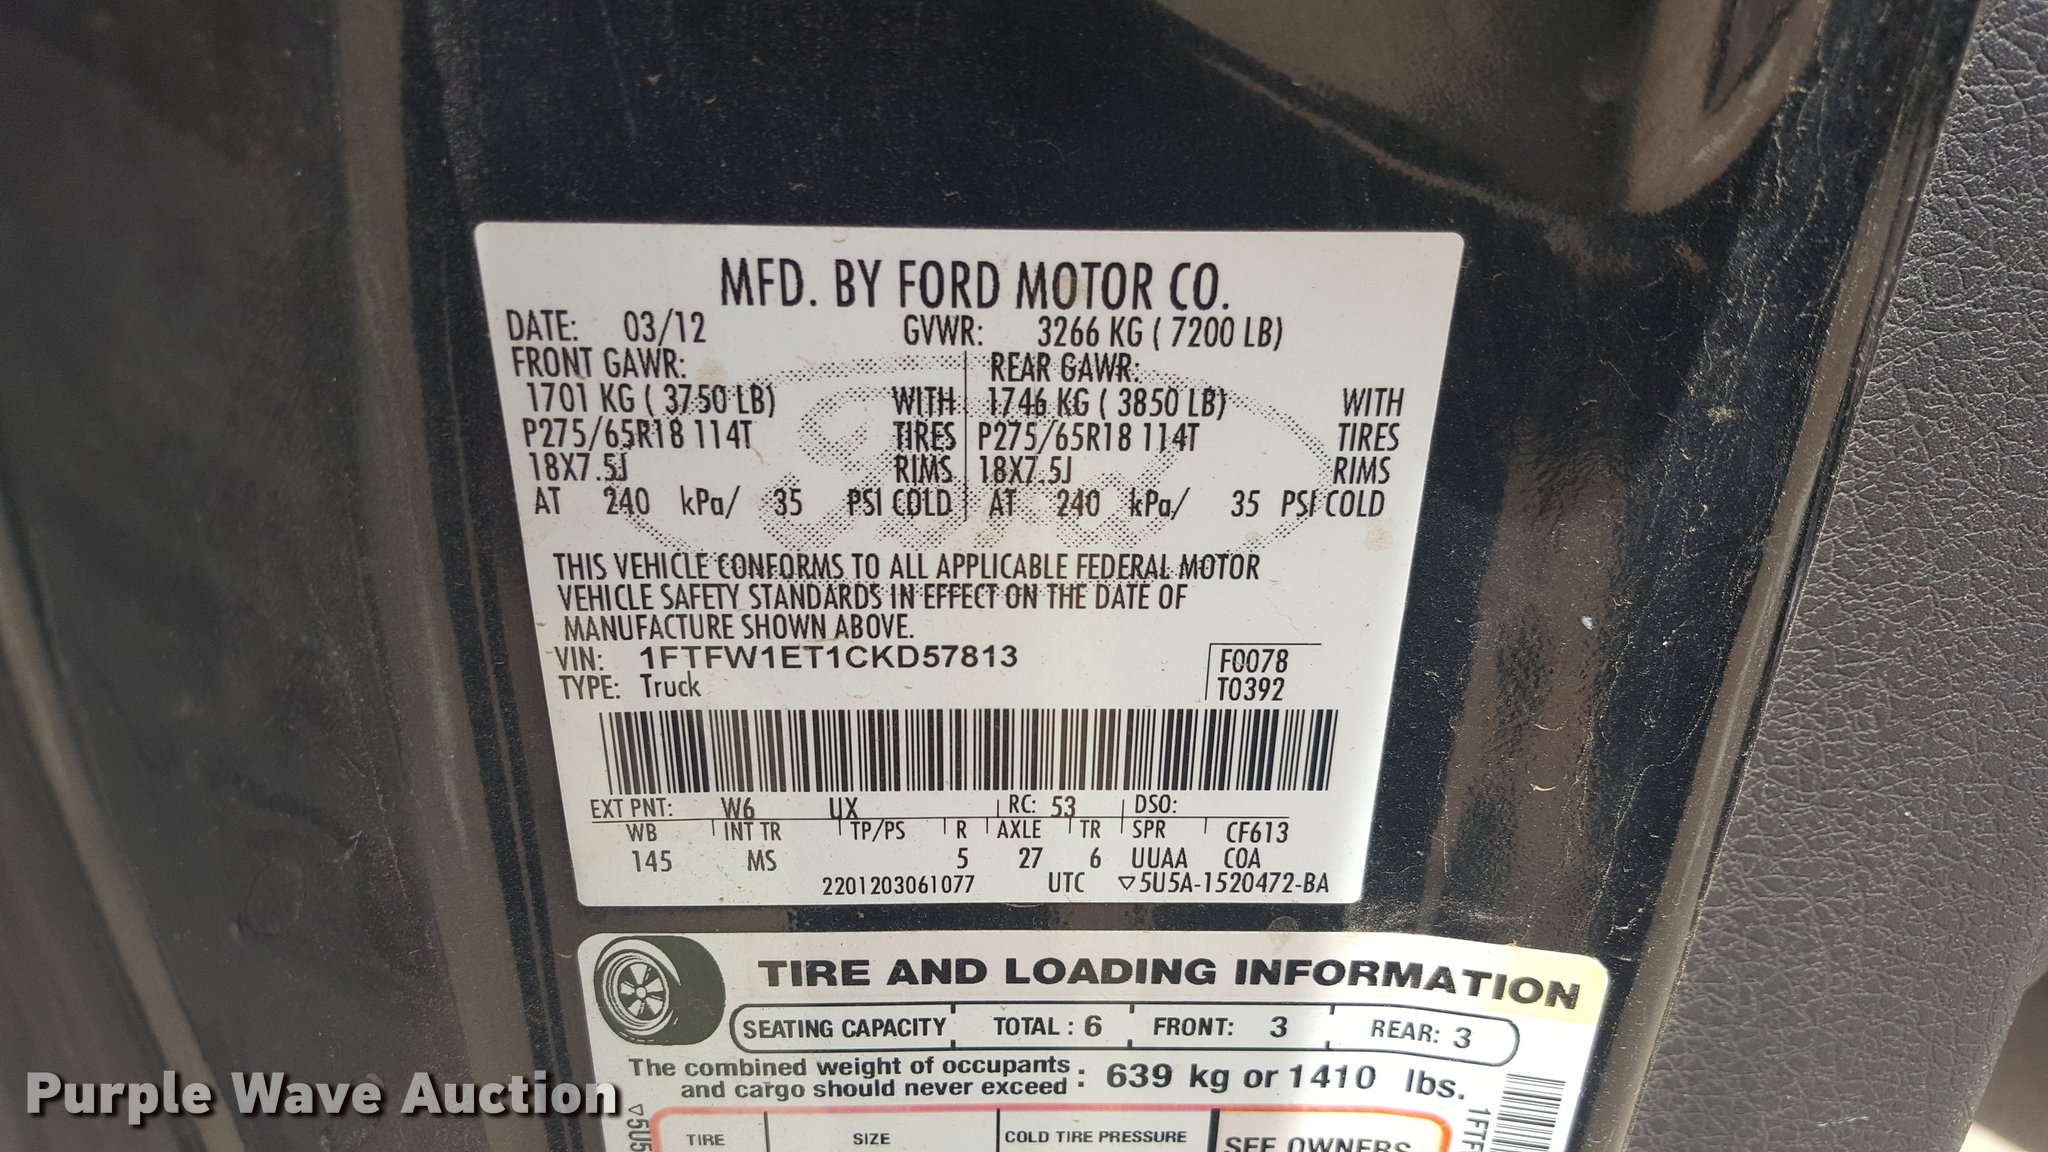 MFD. BY FORD MOTOR CO.
DATE: 03/12 GVWR: 3266 KG ( 7200 LB)
FRONT GAWR: REAR GAWR:
1701 KG ( 3750 LB) WITH 1746 KG ( 3850 LB) WITH
P275/65R18 114T TIRES P275/65R18 114T TIRES
18X7.5J RIMS 18X7.5J RIMS
AT 240 kPa/ 35 PSI COLD AT 240 kPa/ 35 PSI COLD
THIS VEHICLE CONFORMS TO ALL APPLICABLE FEDERAL MOTOR
VEHICLE SAFETY STANDARDS IN EFFECT ON THE DATE OF
MANUFACTURE SHOWN ABOVE.
VIN: 1FTFW1ET1CKD57813 F0078
TYPE: Truck T0392
EXT PNT: W6 UX RC: 53 DSO:
WB INT TR TP/PS R AXLE TR SPR CF613
145 MS 5 27 6 UUAA COA
2201203061077 UTC ▽5U5A-1520472-BA
TIRE AND LOADING INFORMATION
SEATING CAPACITY TOTAL : 6 FRONT: 3 REAR: 3
The combined weight of occupants
and cargo should never exceed : 639 kg or 1410 lbs.
TIRE SIZE COLD TIRE PRESSURE SEE OWNERS
▽5U5
1FTF
Purple Wave Auction